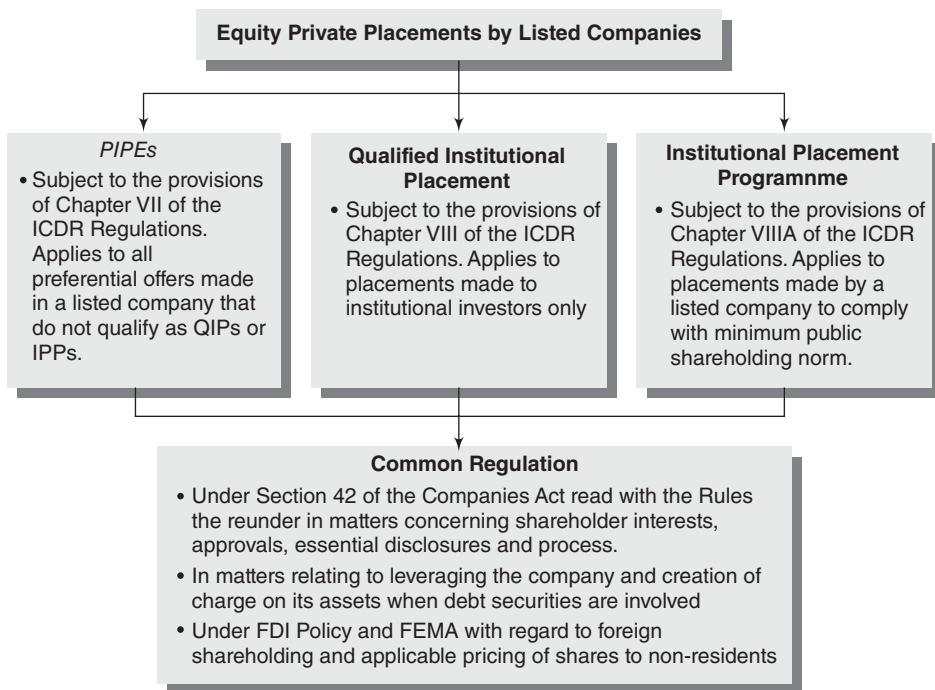 Equity Private Placements by Listed Companies
PIPEs
• Subject to the provisions
of Chapter VII of the
ICDR Regulations.
Applies to all
preferential offers made
in a listed company that
do not qualify as QIPs or
IPPs.
Qualified Institutional
Placement
• Subject to the provisions of
Chapter VIII of the ICDR
Regulations. Applies to
placements made to
institutional investors only
Institutional Placement
Programnme
• Subject to the provisions of
Chapter VIIIA of the ICDR
Regulations. Applies to
placements made by a
listed company to comply
with minimum public
shareholding norm.
Common Regulation
• Under Section 42 of the Companies Act read with the Rules
the reunder in matters concerning shareholder interests,
approvals, essential disclosures and process.
• In matters relating to leveraging the company and creation of
charge on its assets when debt securities are involved
• Under FDI Policy and FEMA with regard to foreign
shareholding and applicable pricing of shares to non-residents